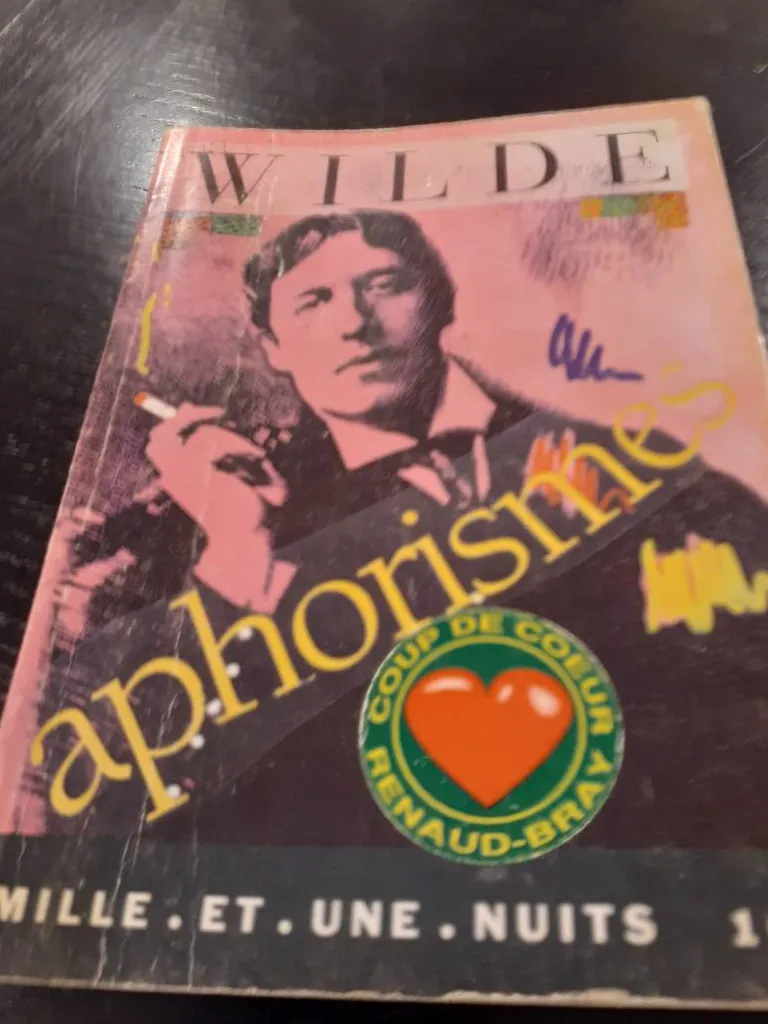 WILDE
aphorismes
COUP DE COEUR
RENAUD-BRAY
MILLE.ET.UNE.NUITS